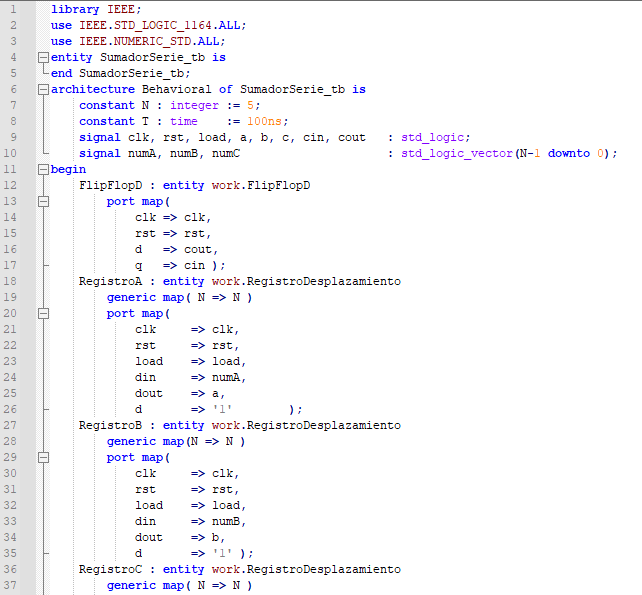 1 library IEEE;
2 use IEEE.STD_LOGIC_1164.ALL;
3 use IEEE.NUMERIC_STD.ALL;
4 entity SumadorSerie_tb is
5 end SumadorSerie_tb;
6 architecture Behavioral of SumadorSerie_tb is
7 constant N : integer := 5;
8 constant T : time := 100ns;
9 signal clk, rst, load, a, b, c, cin, cout : std_logic;
10 signal numA, numB, numC : std_logic_vector(N-1 downto 0);
11 begin
12 FlipFlopD : entity work.FlipFlopD
13 port map(
14 clk => clk,
15 rst => rst,
16 d => cout,
17 q => cin );
18 RegistroA : entity work.RegistroDesplazamiento
19 generic map( N => N )
20 port map(
21 clk => clk,
22 rst => rst,
23 load => load,
24 din => numA,
25 dout => a,
26 d => '1' );
27 RegistroB : entity work.RegistroDesplazamiento
28 generic map(N => N )
29 port map(
30 clk => clk,
31 rst => rst,
32 load => load,
33 din => numB,
34 dout => b,
35 d => '1' );
36 RegistroC : entity work.RegistroDesplazamiento
37 generic map( N => N )